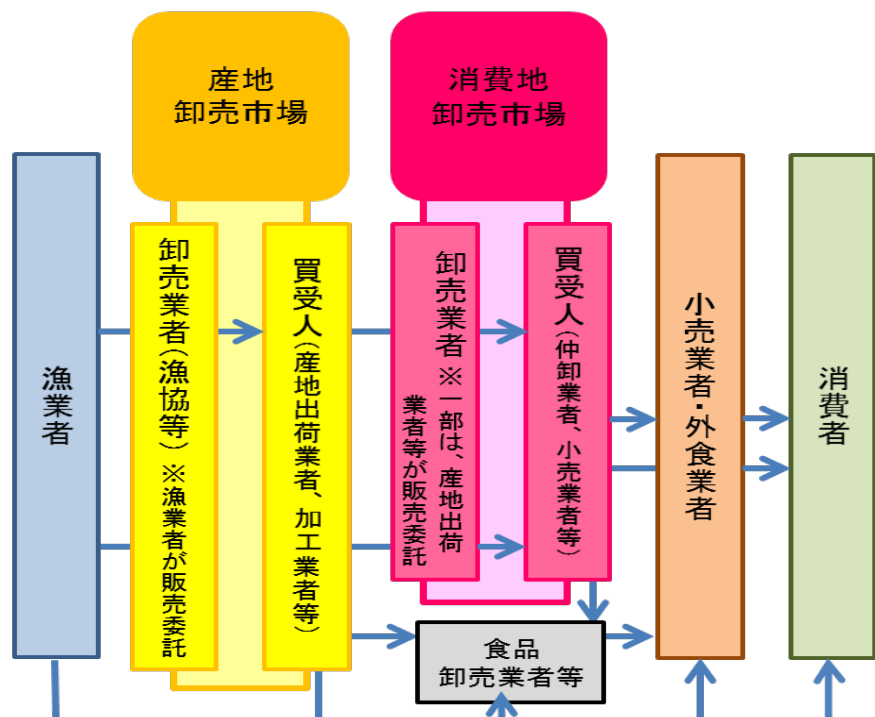 産地
卸売市場
消費地
卸売市場
漁業者
卸売業者(漁協等)※漁業者が販売委託
買受人(産地出荷業者、加工業者等)
卸売業者※一部は、産地出荷
業者等が販売委託
買受人(仲卸業者、小売業者等)
小売業者・外食業者
消費者
食品
卸売業者等